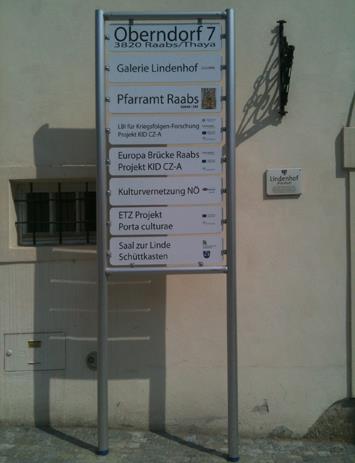 Oberndorf 7
3820 Raabs/Thaya
Galerie Lindenhof
Pfarramt Raabs
LBI für Kriegsfolgen-Forschung
Projekt KID CZ-A
Europa Brücke Raabs
Projekt KID CZ-A
Kulturvernetzung NÖ
ETZ Projekt
Porta culturae
Saal zur Linde
Schüttkasten
Lindenhof